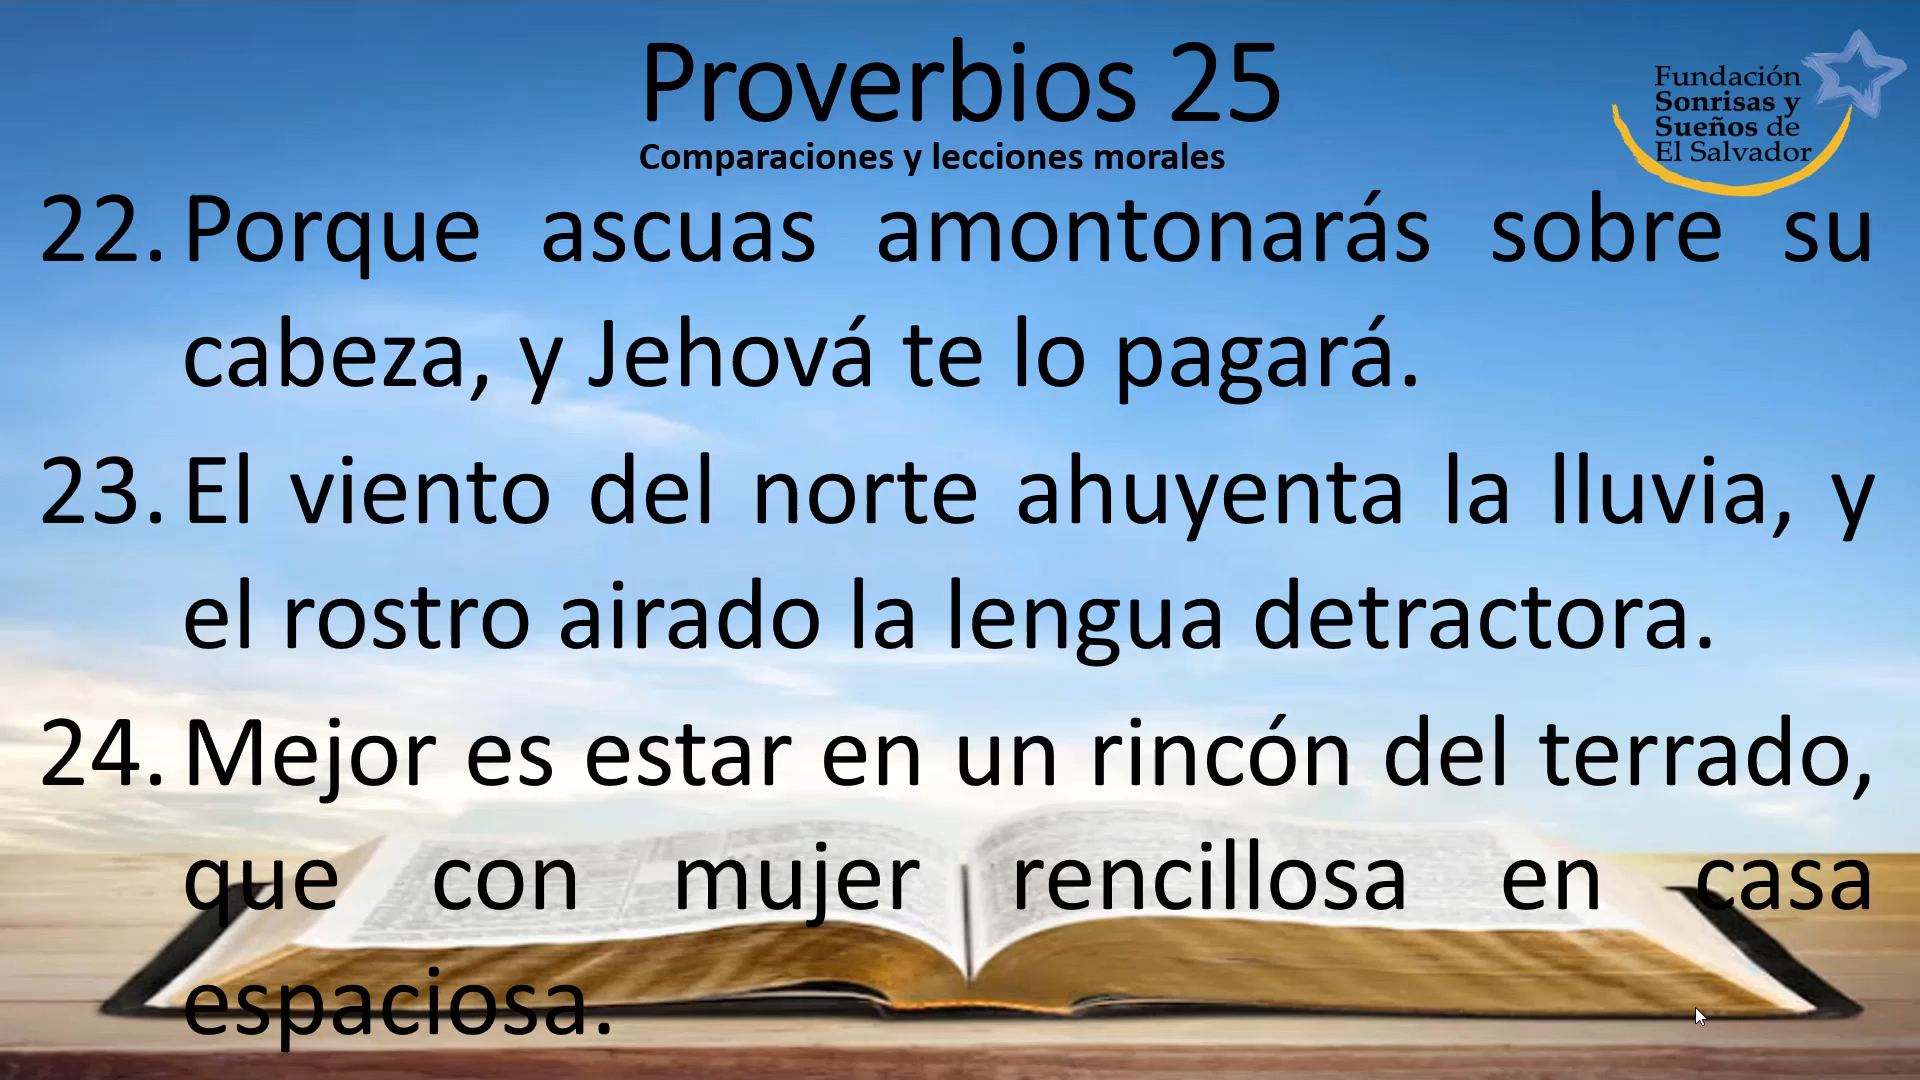 Proverbios 25
Comparaciones y lecciones morales
Fundación
Sonrisas y
Sueños de
El Salvador
22. Porque ascuas amontonarás sobre su
cabeza, y Jehová te lo pagará.
23. El viento del norte ahuyenta la lluvia, y
el rostro airado la lengua detractora.
24. Mejor es estar en un rincón del terrado,
que con mujer rencillosa en casa
espaciosa.